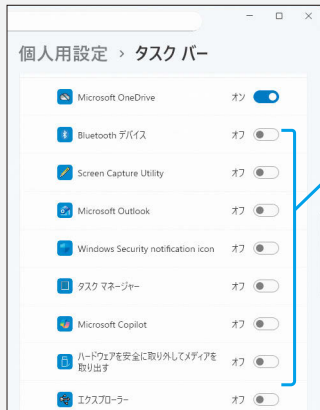 個人用設定 › タスク バー
Microsoft OneDrive オン
Bluetooth デバイス オフ
Screen Capture Utility オフ
Microsoft Outlook オフ
Windows Security notification icon オフ
タスク マネージャー オフ
Microsoft Copilot オフ
ハードウェアを安全に取り外してメディアを
取り出す オフ
エクスプローラー オフ